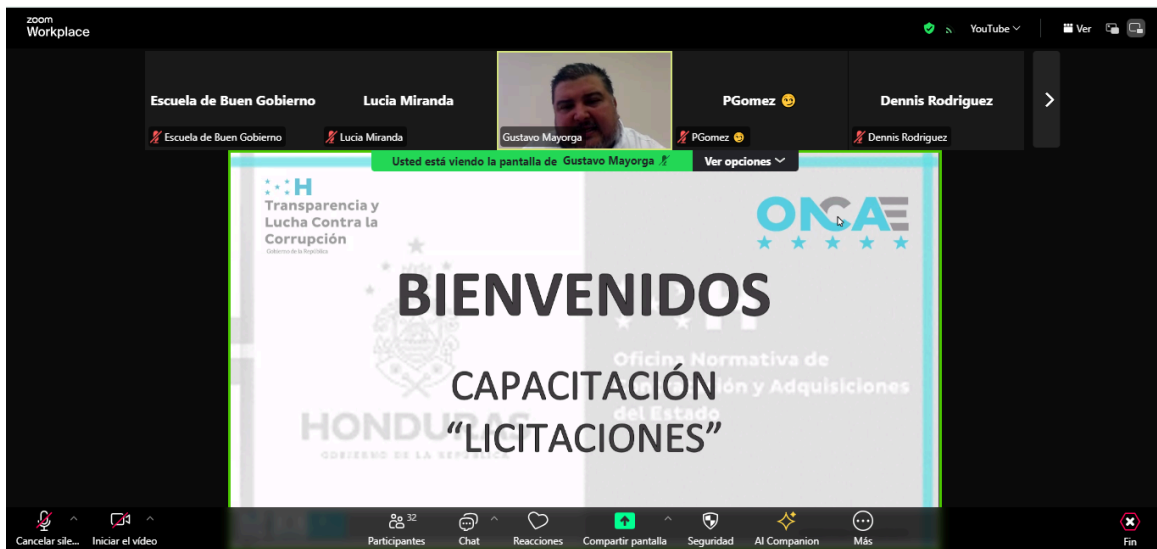 zoom
Workplace
YouTube
Ver
Escuela de Buen Gobierno
Lucia Miranda
PGomez 😏
Dennis Rodriguez
Escuela de Buen Gobierno
Lucia Miranda
Gustavo Mayorga
PGomez 😏
Dennis Rodriguez
Usted está viendo la pantalla de Gustavo Mayorga
Ver opciones
H
Transparencia y
Lucha Contra la
Corrupción
Gobierno de la República
ONCAE
BIENVENIDOS
Oficina Normativa de
Contratación y Adquisiciones
del Estado
CAPACITACIÓN
“LICITACIONES”
HONDURAS
GOBIERNO DE LA REPÚBLICA
Cancelar sile...
Iniciar el vídeo
32
Participantes
Chat
Reacciones
Compartir pantalla
Seguridad
AI Companion
Más
Fin